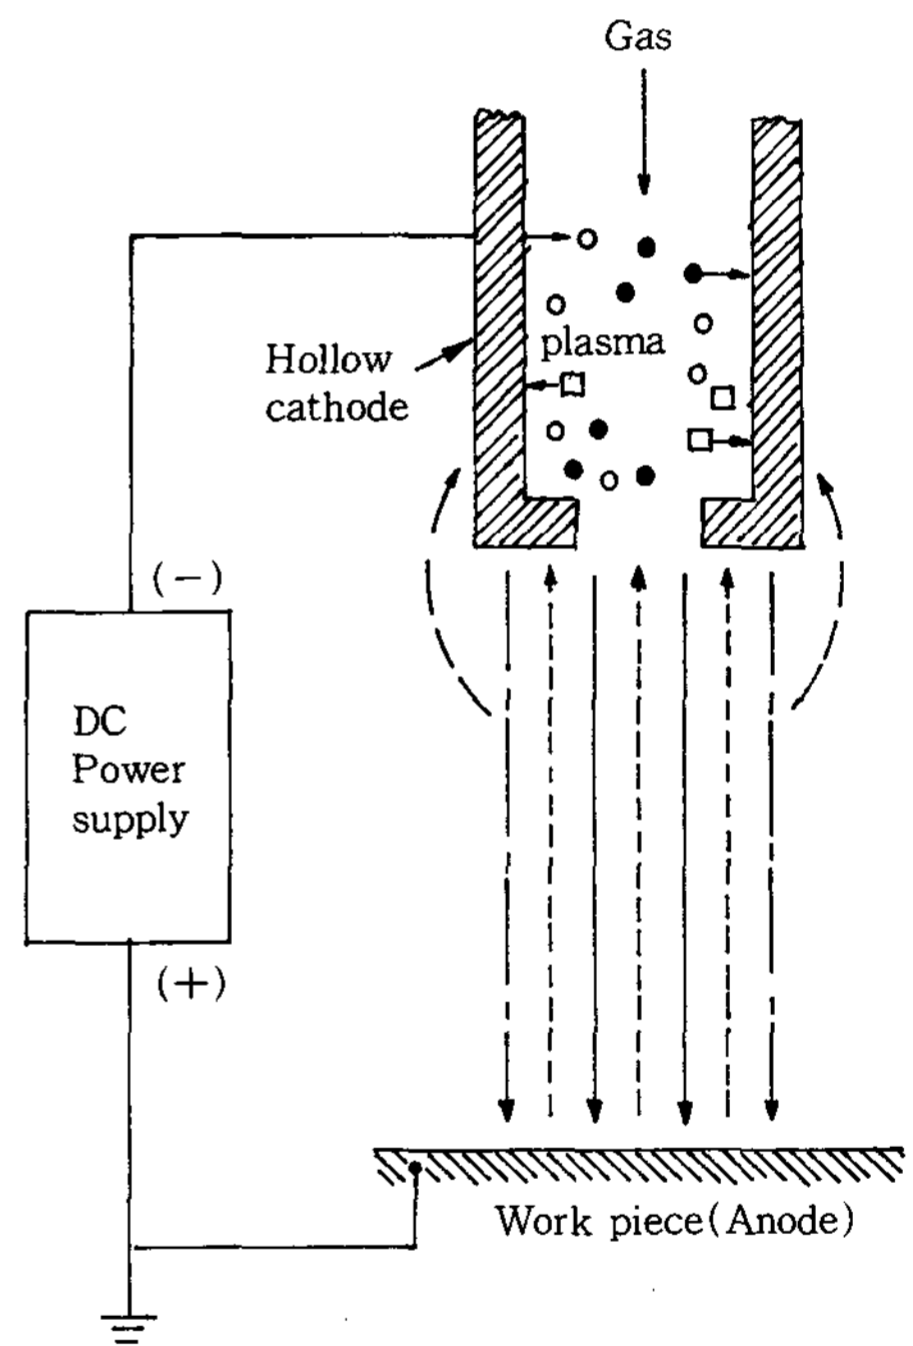 Gas
plasma
Hollow
cathode
(−)
DC
Power
supply
(+)
Work piece(Anode)